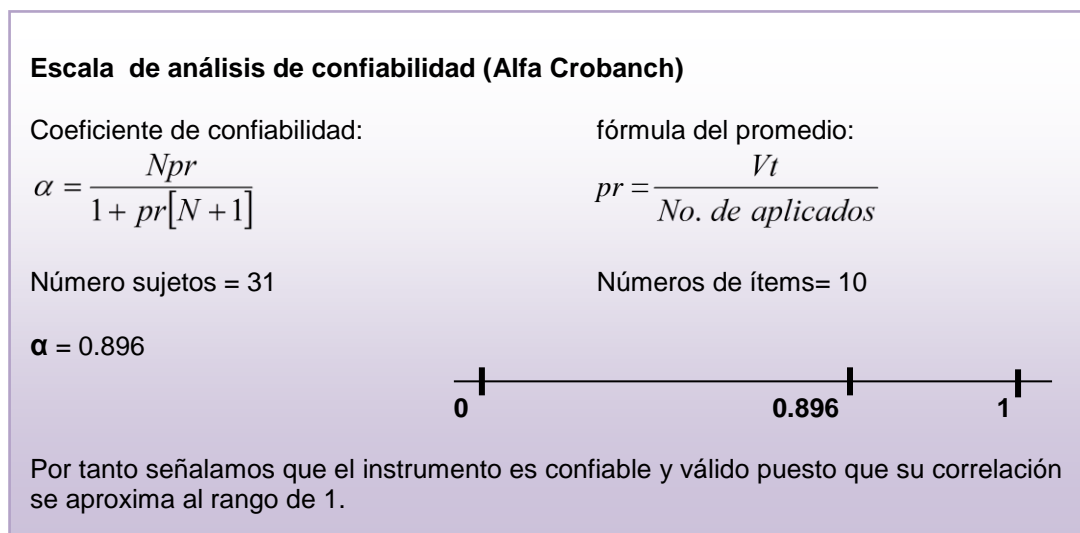 Escala de análisis de confiabilidad (Alfa Crobanch)
Coeficiente de confiabilidad: fórmula del promedio:
α = Npr / 1 + pr[N + 1] pr = Vt / No. de aplicados
Número sujetos = 31 Números de ítems= 10
α = 0.896
0 0.896 1
Por tanto señalamos que el instrumento es confiable y válido puesto que su correlación
se aproxima al rango de 1.